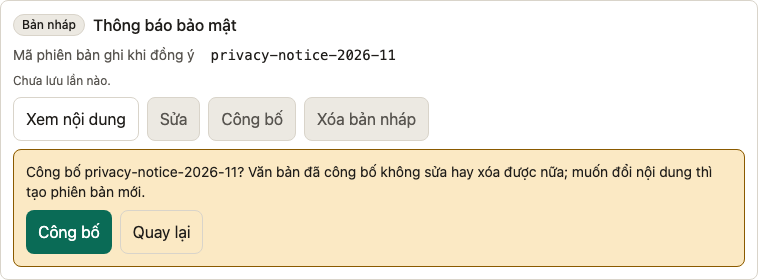 Bản nháp Thông báo bảo mật
Mã phiên bản ghi khi đồng ý privacy-notice-2026-11
Chưa lưu lần nào.
Xem nội dung Sửa Công bố Xóa bản nháp
Công bố privacy-notice-2026-11? Văn bản đã công bố không sửa hay xóa được nữa; muốn đổi nội dung thì
tạo phiên bản mới.
Công bố Quay lại